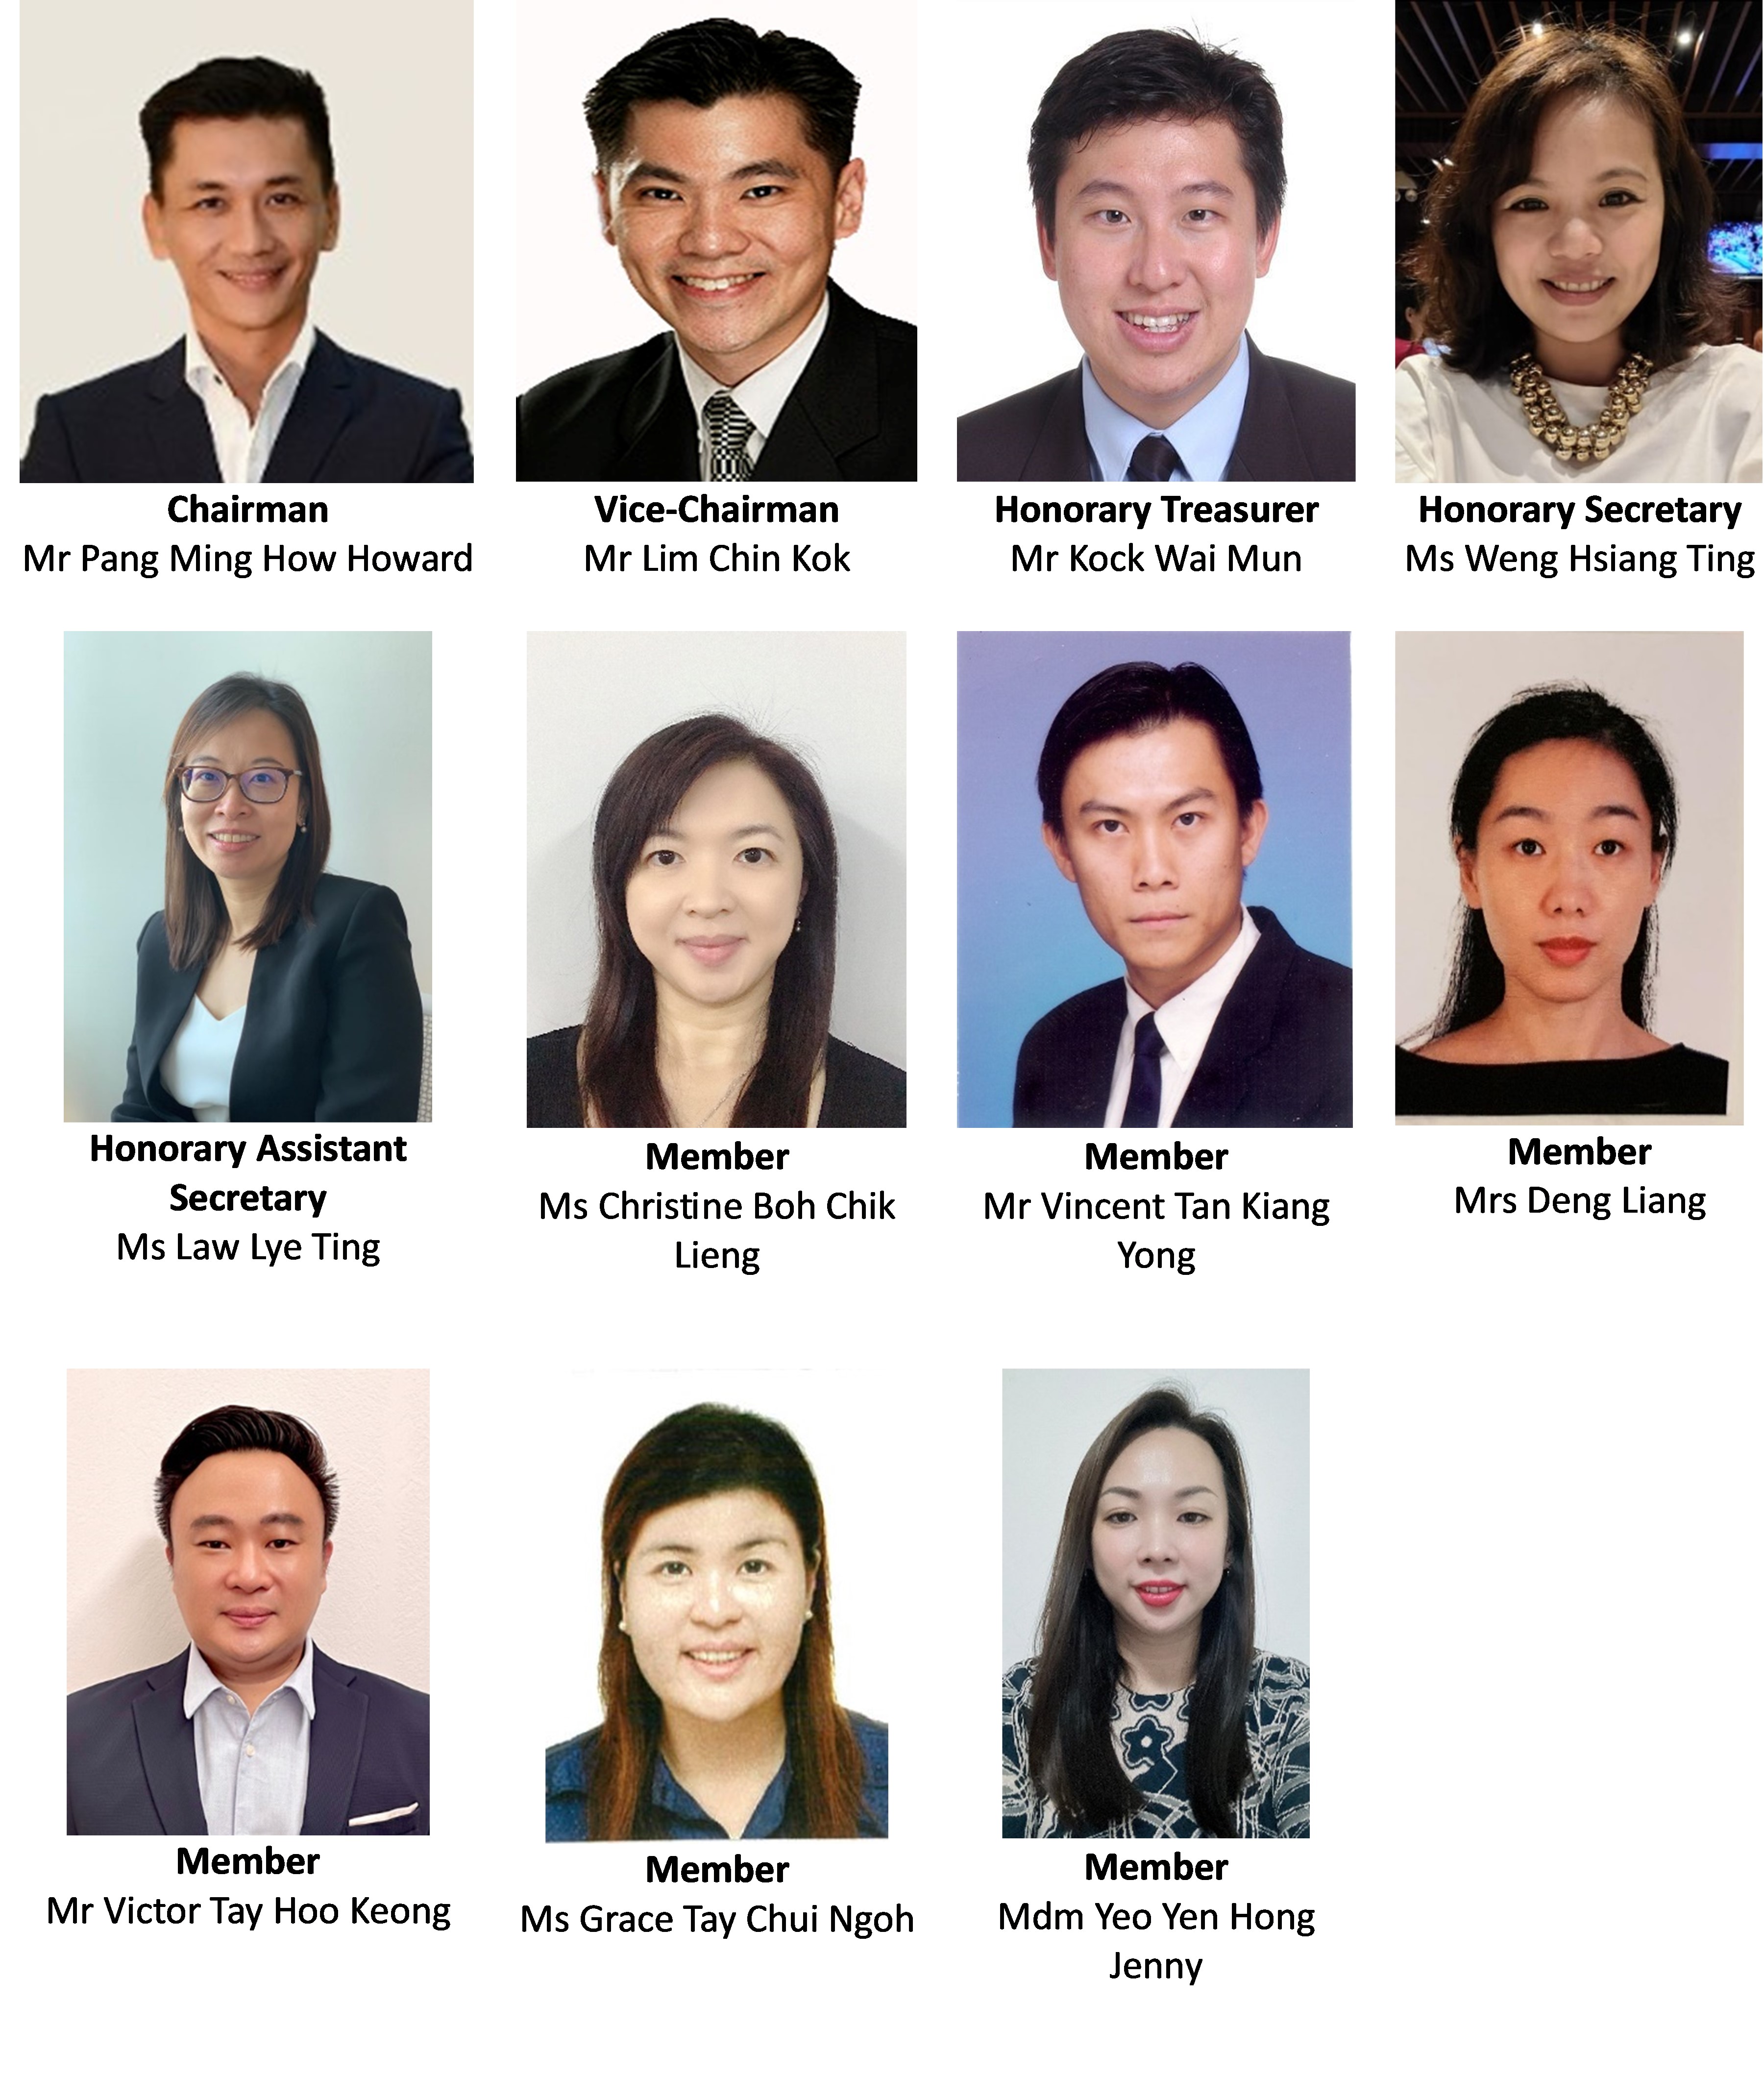 Chairman
Mr Pang Ming How Howard
Vice-Chairman
Mr Lim Chin Kok
Honorary Treasurer
Mr Kock Wai Mun
Honorary Secretary
Ms Weng Hsiang Ting
Honorary Assistant
Secretary
Ms Law Lye Ting
Member
Ms Christine Boh Chik
Lieng
Member
Mr Vincent Tan Kiang
Yong
Member
Mrs Deng Liang
Member
Mr Victor Tay Hoo Keong
Member
Ms Grace Tay Chui Ngoh
Member
Mdm Yeo Yen Hong
Jenny